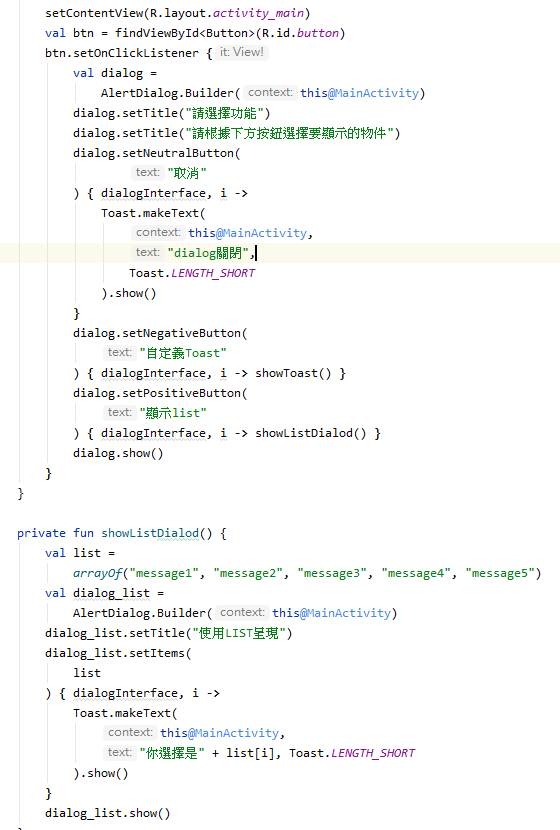 setContentView(R.layout.activity_main)
val btn = findViewById<Button>(R.id.button)
btn.setOnClickListener { it: View!
val dialog =
AlertDialog.Builder( context: this@MainActivity)
dialog.setTitle("請選擇功能")
dialog.setTitle("請根據下方按鈕選擇要顯示的物件")
dialog.setNeutralButton(
text: "取消"
) { dialogInterface, i ->
Toast.makeText(
context: this@MainActivity,
text: "dialog關閉",
Toast.LENGTH_SHORT
).show()
}
dialog.setNegativeButton(
text: "自定義Toast"
) { dialogInterface, i -> showToast() }
dialog.setPositiveButton(
text: "顯示list"
) { dialogInterface, i -> showListDialod() }
dialog.show()
}
}
private fun showListDialod() {
val list =
arrayOf("message1", "message2", "message3", "message4", "message5")
val dialog_list =
AlertDialog.Builder( context: this@MainActivity)
dialog_list.setTitle("使用LIST呈現")
dialog_list.setItems(
list
) { dialogInterface, i ->
Toast.makeText(
context: this@MainActivity,
text: "你選擇是" + list[i], Toast.LENGTH_SHORT
).show()
}
dialog_list.show()